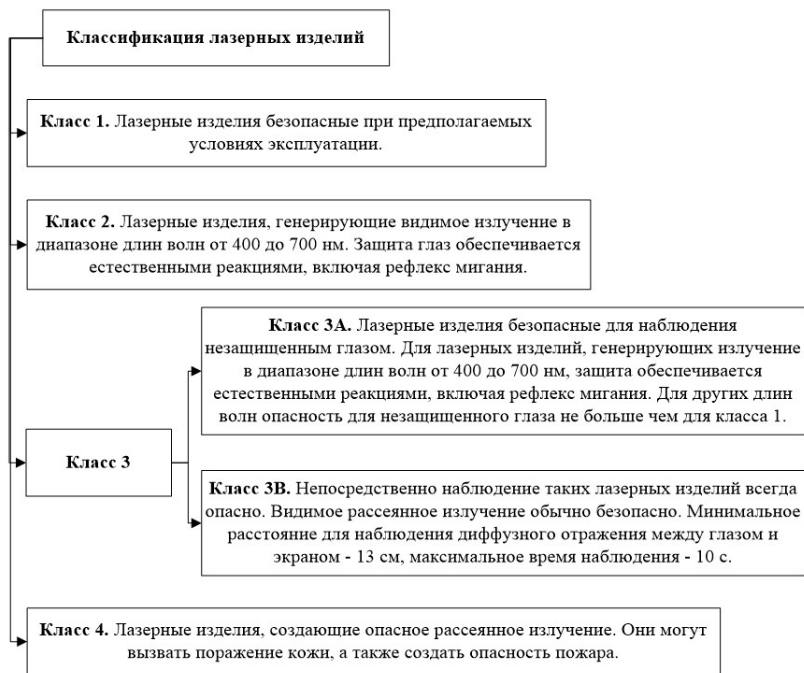 Классификация лазерных изделий
Класс 1. Лазерные изделия безопасные при предполагаемых
условиях эксплуатации.
Класс 2. Лазерные изделия, генерирующие видимое излучение в
диапазоне длин волн от 400 до 700 нм. Защита глаз обеспечивается
естественными реакциями, включая рефлекс мигания.
Класс 3
Класс 3A. Лазерные изделия безопасные для наблюдения
незащищенным глазом. Для лазерных изделий, генерирующих излучение
в диапазоне длин волн от 400 до 700 нм, защита обеспечивается
естественными реакциями, включая рефлекс мигания. Для других длин
волн опасность для незащищенного глаза не больше чем для класса 1.
Класс 3B. Непосредственно наблюдение таких лазерных изделий всегда
опасно. Видимое рассеянное излучение обычно безопасно. Минимальное
расстояние для наблюдения диффузного отражения между глазом и
экраном - 13 см, максимальное время наблюдения - 10 с.
Класс 4. Лазерные изделия, создающие опасное рассеянное излучение. Они могут
вызвать поражение кожи, а также создать опасность пожара.